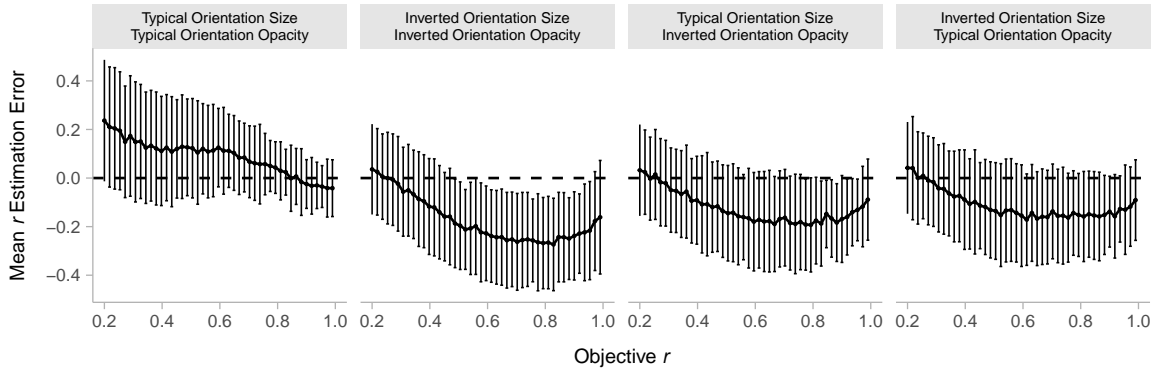 Typical Orientation Size
Typical Orientation Opacity
Inverted Orientation Size
Inverted Orientation Opacity
Typical Orientation Size
Inverted Orientation Opacity
Inverted Orientation Size
Typical Orientation Opacity
Mean r Estimation Error
0.4
0.2
0.0
−0.2
−0.4
0.2 0.4 0.6 0.8 1.0
0.2 0.4 0.6 0.8 1.0
0.2 0.4 0.6 0.8 1.0
0.2 0.4 0.6 0.8 1.0
Objective r